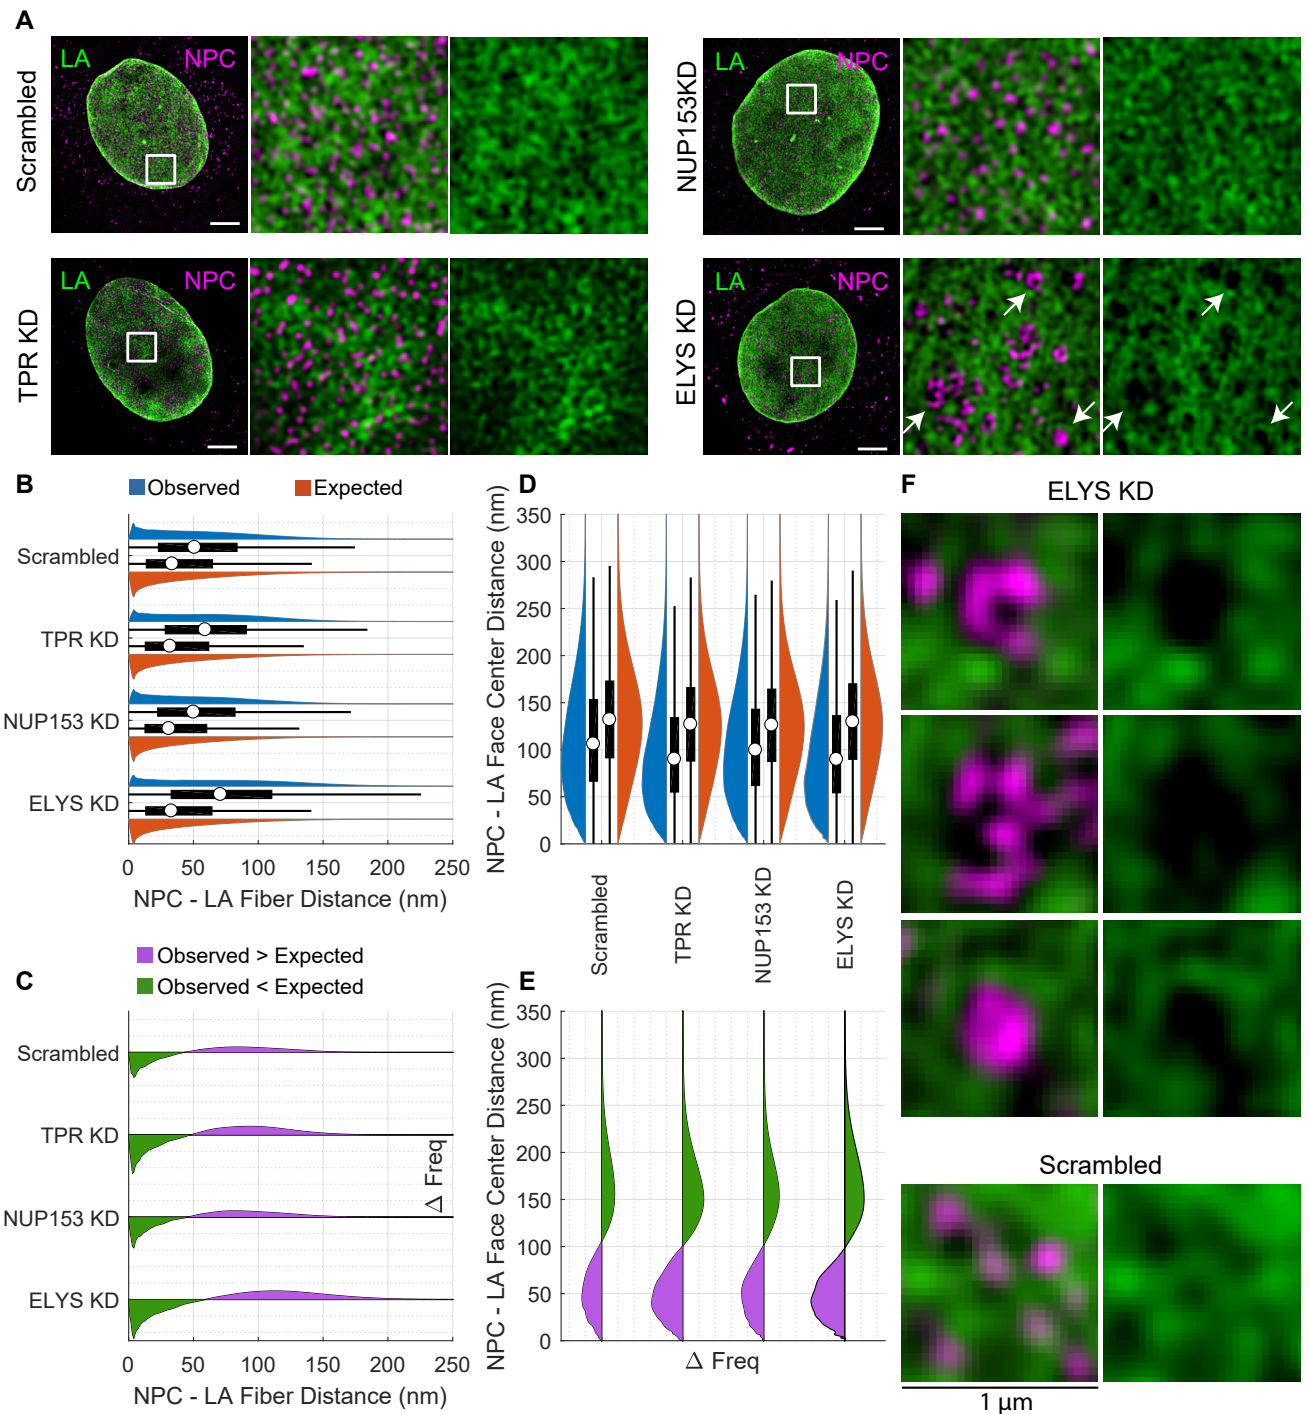 A
Scrambled
LA
NPC
NUP153KD
LA
NPC
TPR KD
LA
NPC
ELYS KD
LA
NPC
B
Observed
Expected
Scrambled
TPR KD
NUP153 KD
ELYS KD
0 50 100 150 200 250
NPC - LA Fiber Distance (nm)
C
Observed > Expected
Observed < Expected
Scrambled
TPR KD
NUP153 KD
ELYS KD
Δ Freq
0 50 100 150 200 250
NPC - LA Fiber Distance (nm)
D
NPC - LA Face Center Distance (nm)
350
300
250
200
150
100
50
0
Scrambled
TPR KD
NUP153 KD
ELYS KD
E
NPC - LA Face Center Distance (nm)
350
300
250
200
150
100
50
0
Δ Freq
F
ELYS KD
Scrambled
1 μm